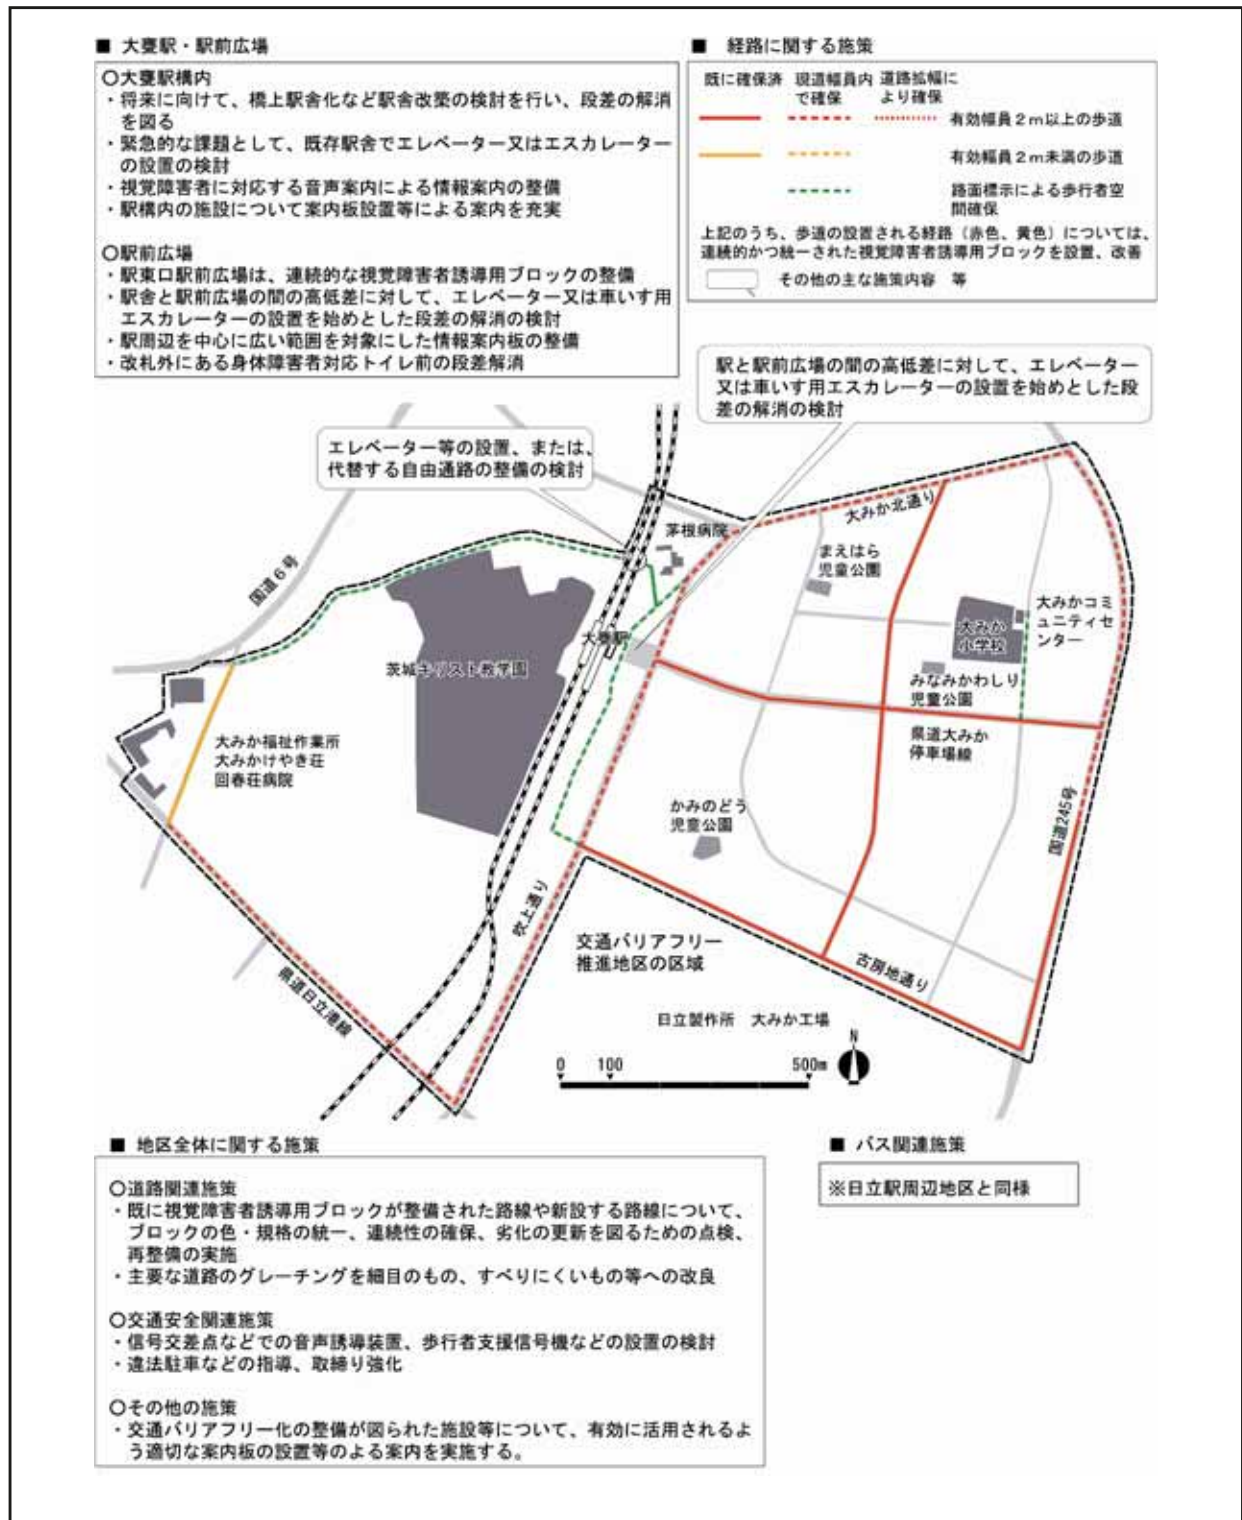 ■ 大甕駅・駅前広場
○大甕駅構内
・将来に向けて、橋上駅舎化など駅舎改築の検討を行い、段差の解消
を図る
・緊急的な課題として、既存駅舎でエレベーター又はエスカレーター
の設置の検討
・視覚障害者に対応する音声案内による情報案内の整備
・駅構内の施設について案内板設置等による案内を充実
○駅前広場
・駅東口駅前広場は、連続的な視覚障害者誘導用ブロックの整備
・駅舎と駅前広場の間の高低差に対して、エレベーター又は車いす用
エスカレーターの設置を始めとした段差の解消の検討
・駅周辺を中心に広い範囲を対象にした情報案内板の整備
・改札外にある身体障害者対応トイレ前の段差解消
■ 経路に関する施策
既に確保済 現道幅員内 道路拡幅に
で確保 より確保
有効幅員2m以上の歩道
有効幅員2m未満の歩道
路面標示による歩行者空
間確保
上記のうち、歩道の設置される経路（赤色、黄色）については、
連続的かつ統一された視覚障害者誘導用ブロックを設置、改善
その他の主な施策内容 等
駅と駅前広場の間の高低差に対して、エレベーター
又は車いす用エスカレーターの設置を始めとした段
差の解消の検討
エレベーター等の設置、または、
代替する自由通路の整備の検討
茅根病院
大みか北通り
まえはら
児童公園
国道6号
大みかコミ
ュニティセ
ンター
大みか
小学校
大甕駅
茨城キリスト教学園
みなみかわしり
児童公園
県道大みか
停車場線
大みか福祉作業所
大みかけやき荘
回春荘病院
かみのどう
児童公園
国道245号
吹上通り
交通バリアフリー
推進地区の区域
古房地通り
県道日立港線
日立製作所 大みか工場
N
0 100 500m
■ 地区全体に関する施策
○道路関連施策
・既に視覚障害者誘導用ブロックが整備された路線や新設する路線について、
ブロックの色・規格の統一、連続性の確保、劣化の更新を図るための点検、
再整備の実施
・主要な道路のグレーチングを細目のもの、すべりにくいもの等への改良
○交通安全関連施策
・信号交差点などでの音声誘導装置、歩行者支援信号機などの設置の検討
・違法駐車などの指導、取締り強化
○その他の施策
・交通バリアフリー化の整備が図られた施設等について、有効に活用されるよ
う適切な案内板の設置等のよる案内を実施する。
■ バス関連施策
※日立駅周辺地区と同様